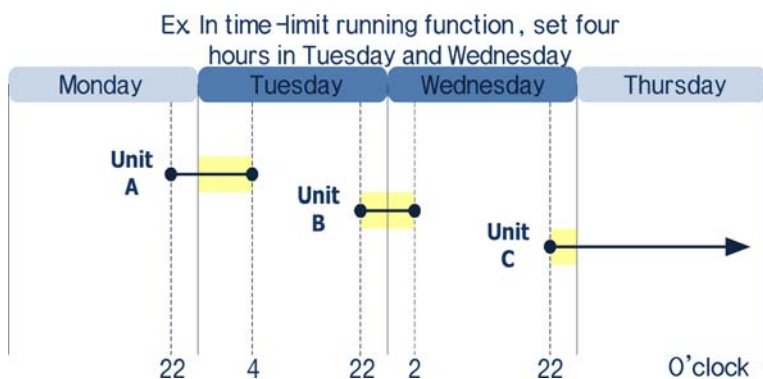 Ex. In time-limit running function, set four
hours in Tuesday and Wednesday
Monday Tuesday Wednesday Thursday
Unit
A
Unit
B
Unit
C
22 4 22 2 22 O'clock